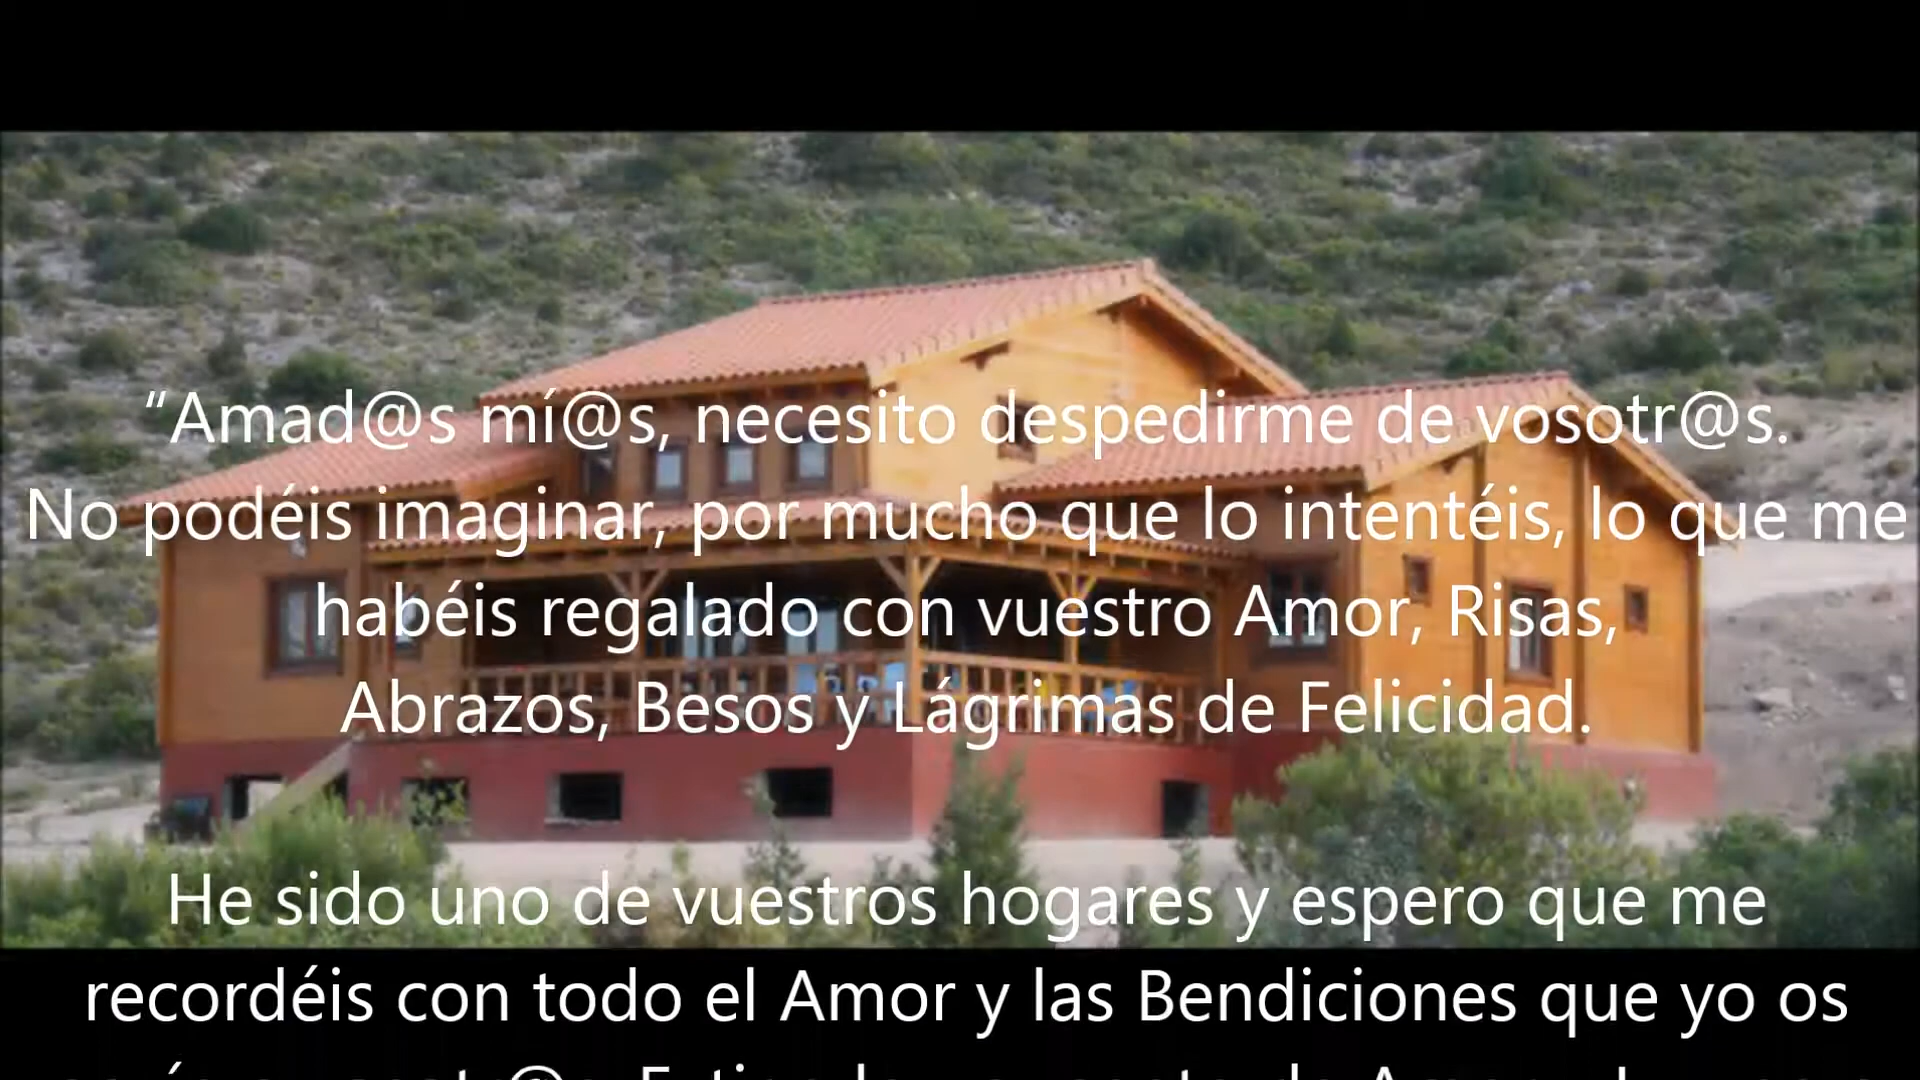 “Amad@s mí@s, necesito despedirme de vosotr@s.
No podéis imaginar, por mucho que lo intentéis, lo que me
habéis regalado con vuestro Amor, Risas,
Abrazos, Besos y Lágrimas de Felicidad.
He sido uno de vuestros hogares y espero que me
recordéis con todo el Amor y las Bendiciones que yo os